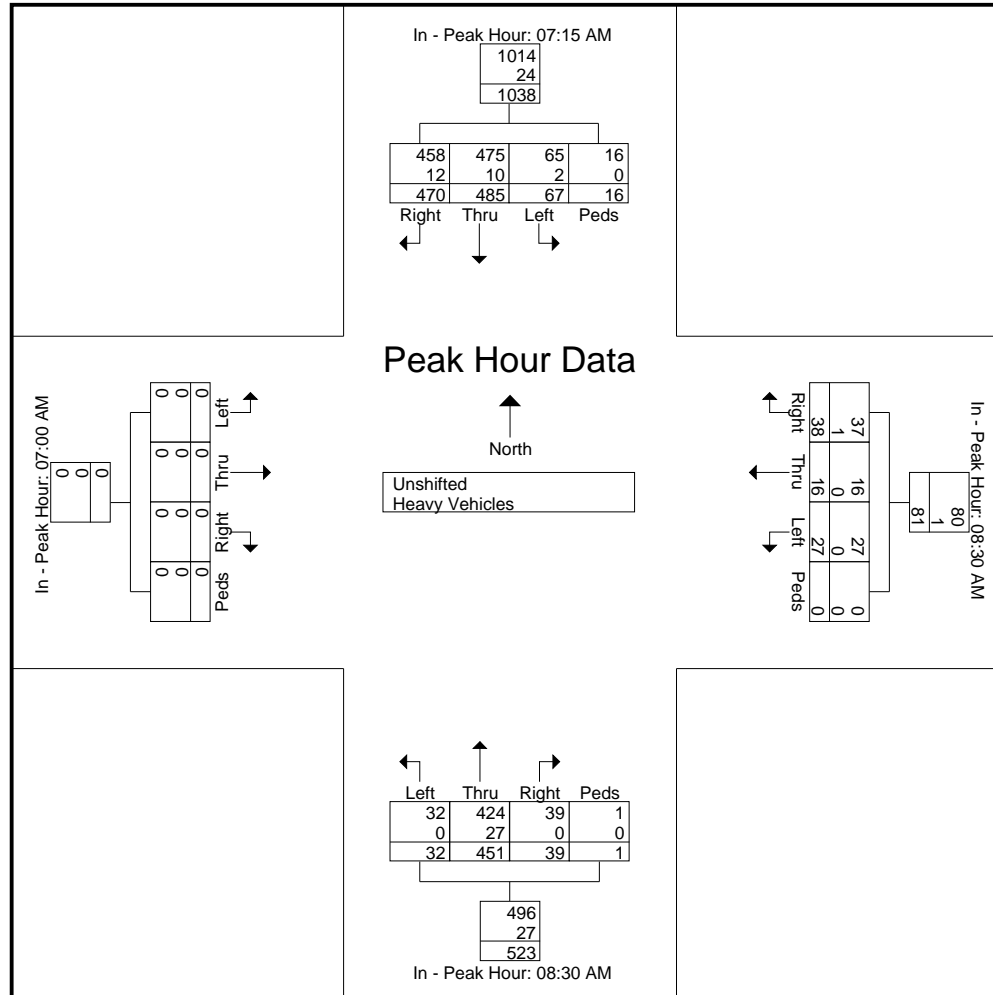 In - Peak Hour: 07:15 AM
1014
24
1038
458 475 65 16
12 10 2 0
470 485 67 16
Right Thru Left Peds
Peak Hour Data
North
Unshifted
Heavy Vehicles
In - Peak Hour: 07:00 AM
0
0
0
Left 0 0 0
Thru 0 0 0
Right 0 0 0
Peds 0 0 0
Right 38 1 37
Thru 16 0 16
Left 27 0 27
Peds 0 0 0
80
1
81
In - Peak Hour: 08:30 AM
Left Thru Right Peds
32 424 39 1
0 27 0 0
32 451 39 1
496
27
523
In - Peak Hour: 08:30 AM